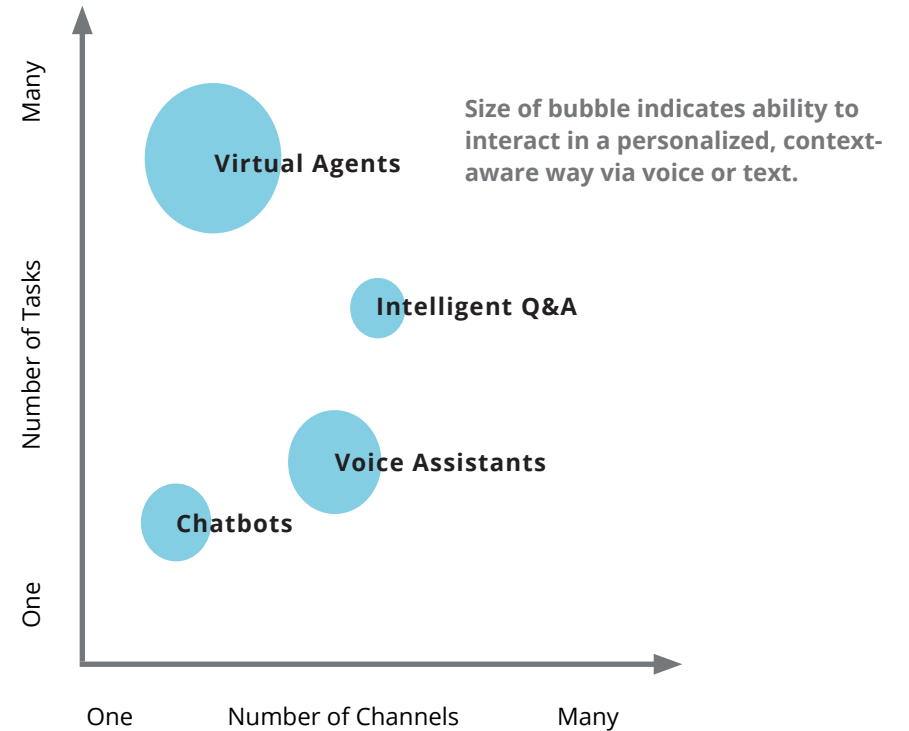 Many
Size of bubble indicates ability to
interact in a personalized, context-
aware way via voice or text.
Virtual Agents
Number of Tasks
Intelligent Q&A
Voice Assistants
Chatbots
One
One
Number of Channels
Many